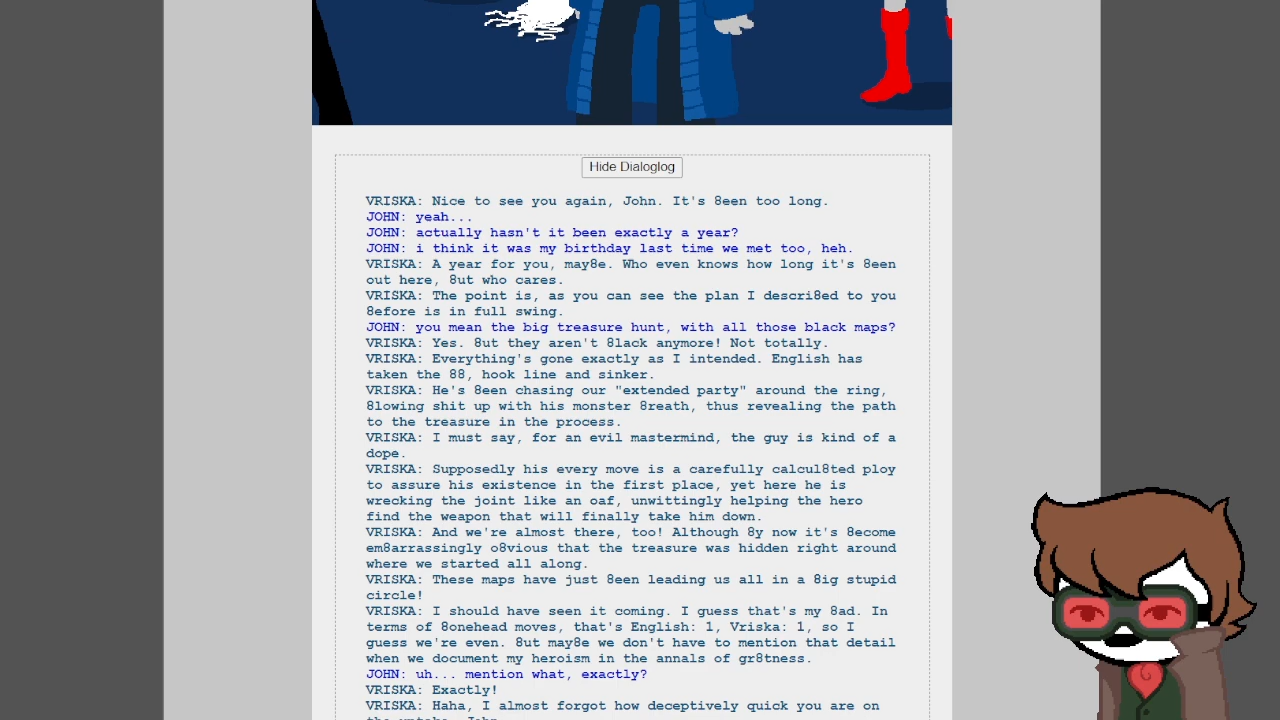 Hide Dialoglog
VRISKA: Nice to see you again, John. It's 8een too long.
JOHN: yeah...
JOHN: actually hasn't it been exactly a year?
JOHN: i think it was my birthday last time we met too, heh.
VRISKA: A year for you, may8e. Who even knows how long it's 8een
out here, 8ut who cares.
VRISKA: The point is, as you can see the plan I descri8ed to you
8efore is in full swing.
JOHN: you mean the big treasure hunt, with all those black maps?
VRISKA: Yes. 8ut they aren't 8lack anymore! Not totally.
VRISKA: Everything's gone exactly as I intended. English has
taken the 88, hook line and sinker.
VRISKA: He's 8een chasing our "extended party" around the ring,
8lowing shit up with his monster 8reath, thus revealing the path
to the treasure in the process.
VRISKA: I must say, for an evil mastermind, the guy is kind of a
dope.
VRISKA: Supposedly his every move is a carefully calcul8ted ploy
to assure his existence in the first place, yet here he is
wrecking the joint like an oaf, unwittingly helping the hero
find the weapon that will finally take him down.
VRISKA: And we're almost there, too! Although 8y now it's 8ecome
em8arrassingly o8vious that the treasure was hidden right around
where we started all along.
VRISKA: These maps have just 8een leading us all in a 8ig stupid
circle!
VRISKA: I should have seen it coming. I guess that's my 8ad. In
terms of 8onehead moves, that's English: 1, Vriska: 1, so I
guess we're even. 8ut may8e we don't have to mention that detail
when we document my heroism in the annals of gr8tness.
JOHN: uh... mention what, exactly?
VRISKA: Exactly!
VRISKA: Haha, I almost forgot how deceptively quick you are on
the uptake, John.